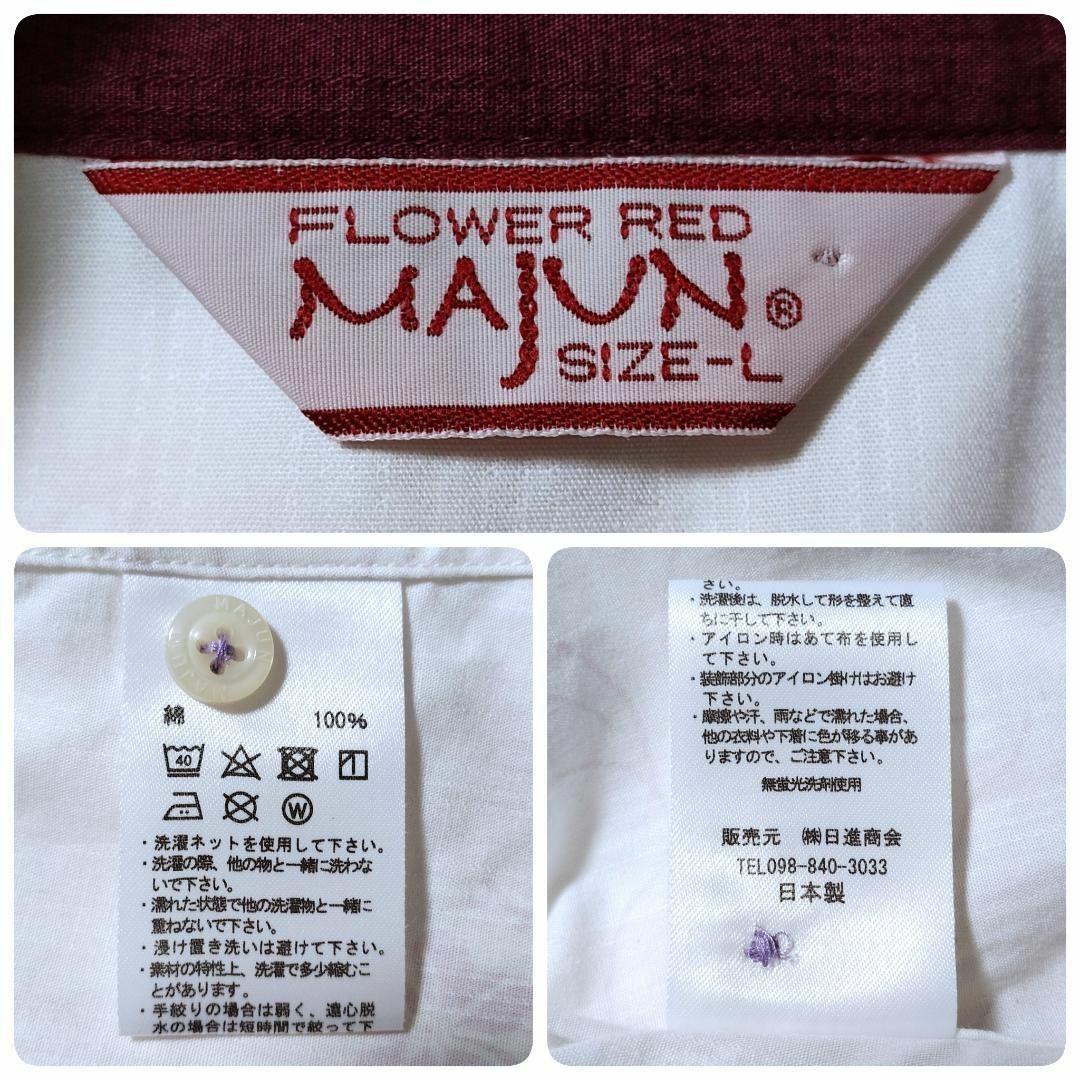 FLOWER RED
MAJUN®
SIZE-L
MAJUN
MAJUN
綿 100%
40
W
・洗濯ネットを使用して下さい。
・洗濯の際、他の物と一緒に洗わな
いで下さい。
・濡れた状態で他の洗濯物と一緒に
重ねないで下さい。
・浸け置き洗いは避けて下さい。
・素材の特性上、洗濯で多少縮むこ
とがあります。
・手絞りの場合は弱く、遠心脱
水の場合は短時間で絞って下
さい。
・洗濯後は、脱水して形を整えて直
ちに干して下さい。
・アイロン時はあて布を使用し
て下さい。
・装飾部分のアイロン掛けはお避け
下さい。
・摩擦や汗、雨などで濡れた場合、
他の衣料や下着に色が移る事があ
りますので、ご注意下さい。
無蛍光洗剤使用
販売元 ㈱日進商会
TEL098-840-3033
日本製